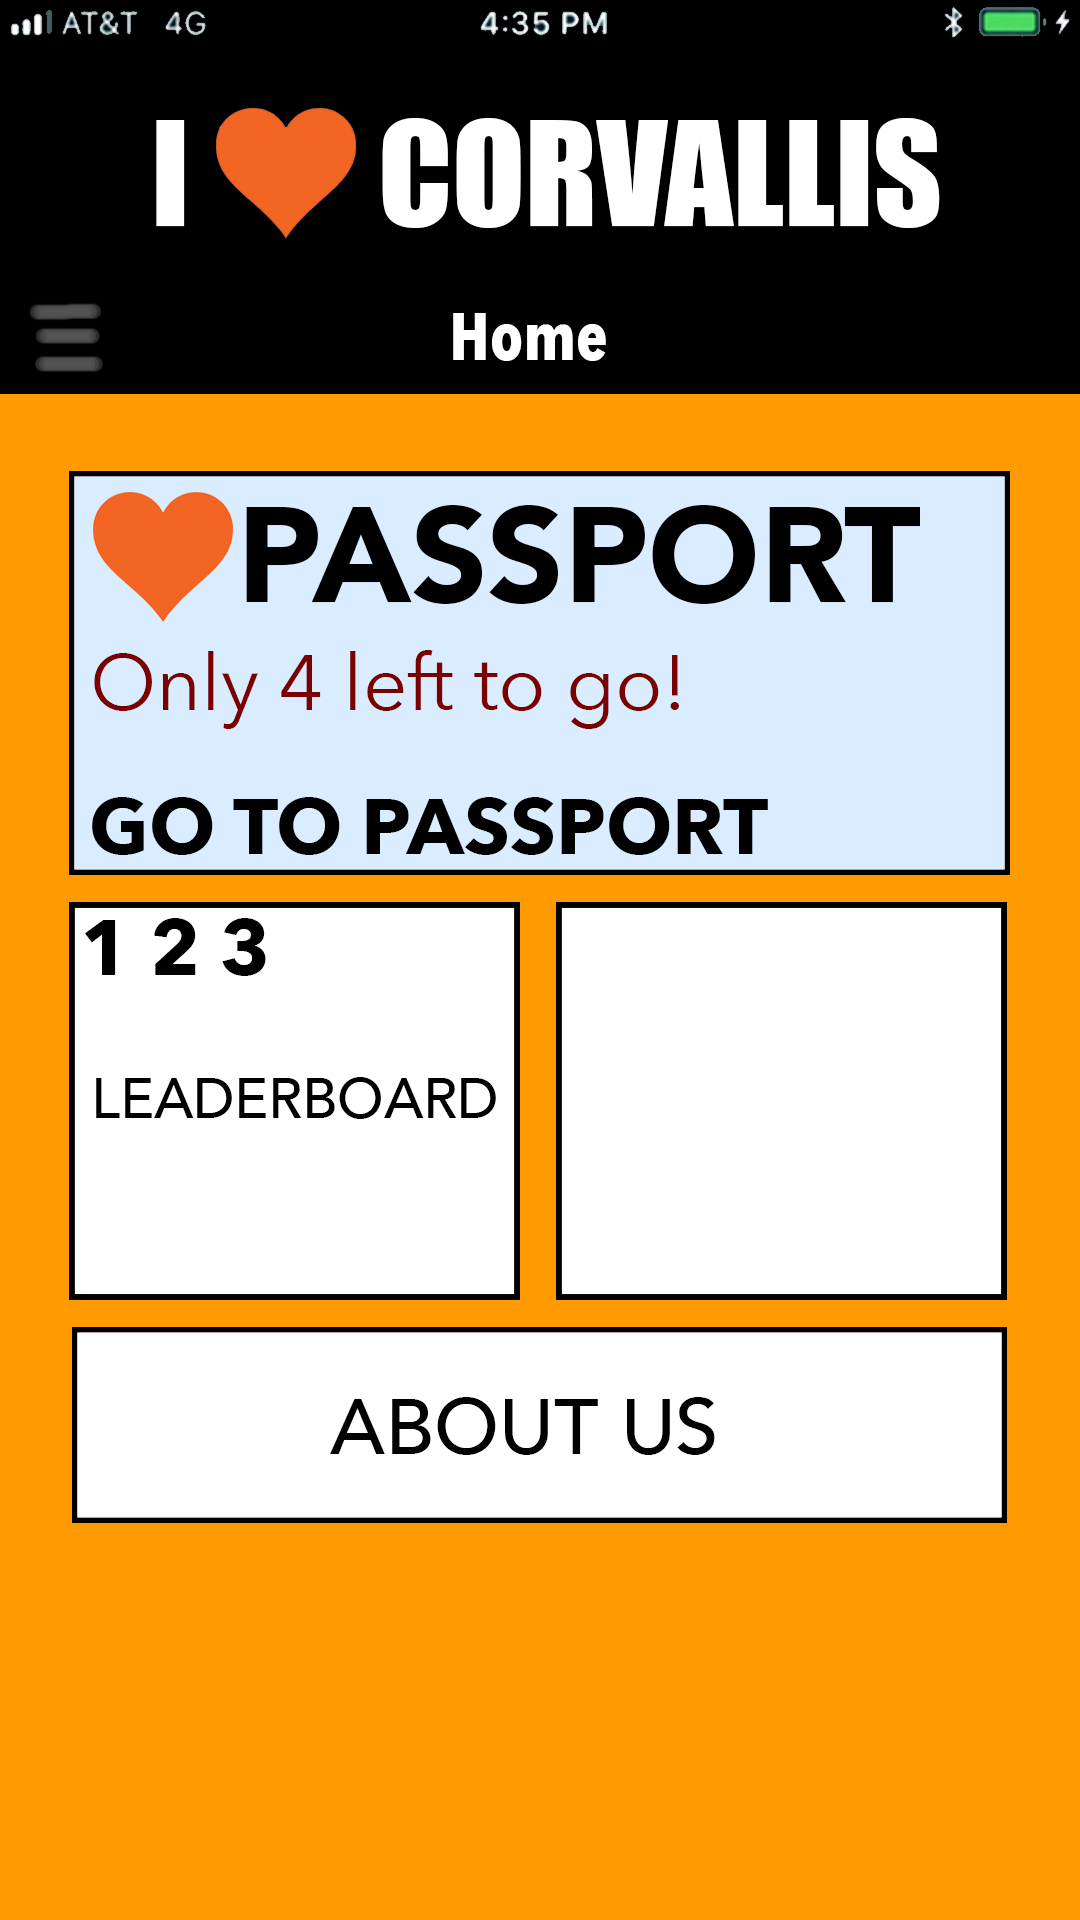 AT&T 4G 4:35 PM
I CORVALLIS
Home
PASSPORT
Only 4 left to go!
GO TO PASSPORT
1 2 3
LEADERBOARD
ABOUT US